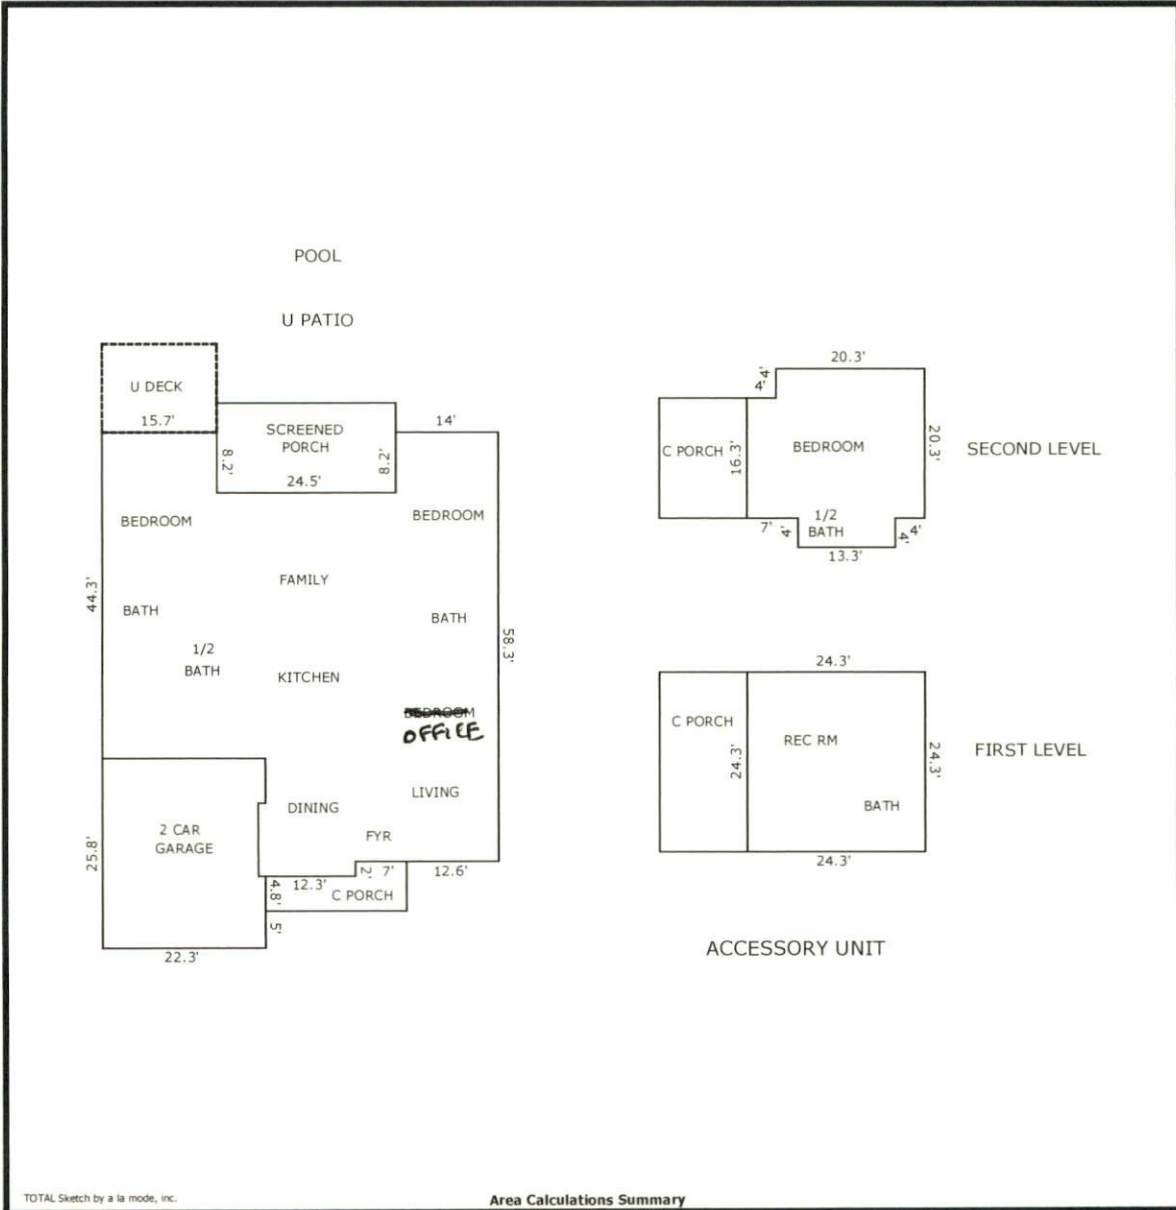 POOL
U PATIO
U DECK
15.7'
SCREENED
PORCH
8.2'
8.2'
24.5'
14'
BEDROOM
BEDROOM
FAMILY
44.3'
BATH
BATH
1/2
BATH
58.3'
KITCHEN
BEDROOM
OFFICE
LIVING
DINING
FYR
2 CAR
GARAGE
25.8'
12.3'
2'
7'
12.6'
4.8'
C PORCH
5'
22.3'
20.3'
4'
4'
C PORCH
16.3'
BEDROOM
20.3'
SECOND LEVEL
7'
4'
1/2
BATH
4'
4'
13.3'
24.3'
C PORCH
24.3'
REC RM
24.3'
FIRST LEVEL
BATH
24.3'
ACCESSORY UNIT
TOTAL Sketch by a la mode, inc.
Area Calculations Summary